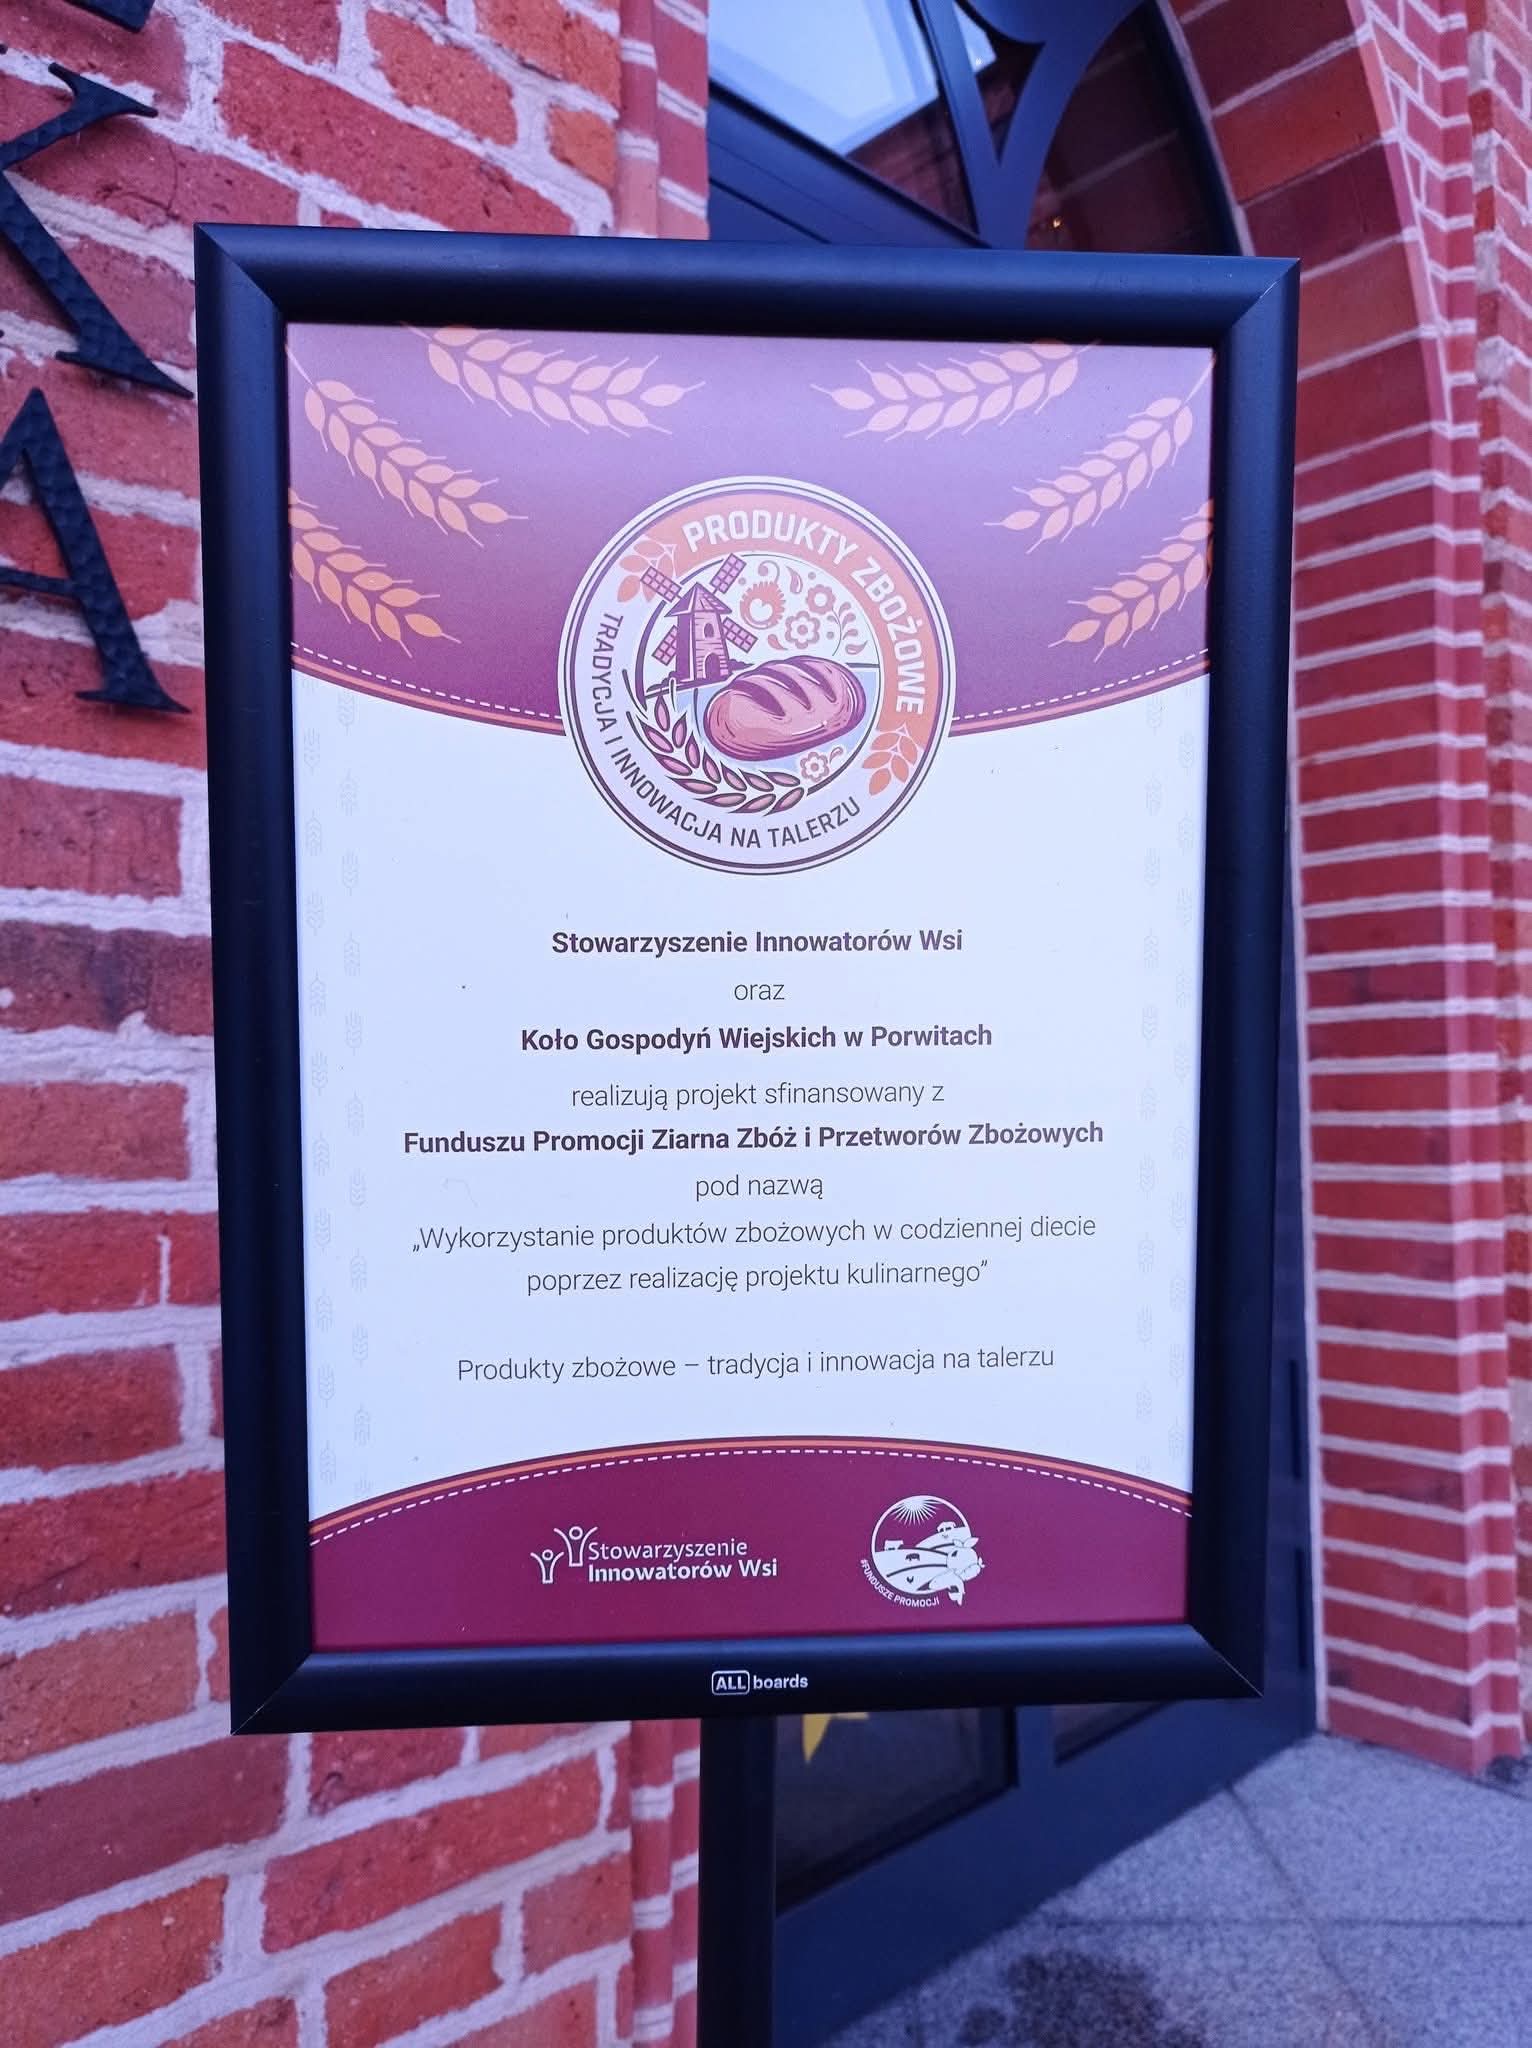 K
A
PRODUKTY ZBOŻOWE
TRADYCJA I INNOWACJA NA TALERZU
Stowarzyszenie Innowatorów Wsi
oraz
Koło Gospodyń Wiejskich w Porwitach
realizują projekt sfinansowany z
Funduszu Promocji Ziarna Zbóż i Przetworów Zbożowych
pod nazwą
„Wykorzystanie produktów zbożowych w codziennej diecie
poprzez realizację projektu kulinarnego”
Produkty zbożowe – tradycja i innowacja na talerzu
Stowarzyszenie
Innowatorów Wsi
#FUNDUSZE PROMOCJI
ALL boards